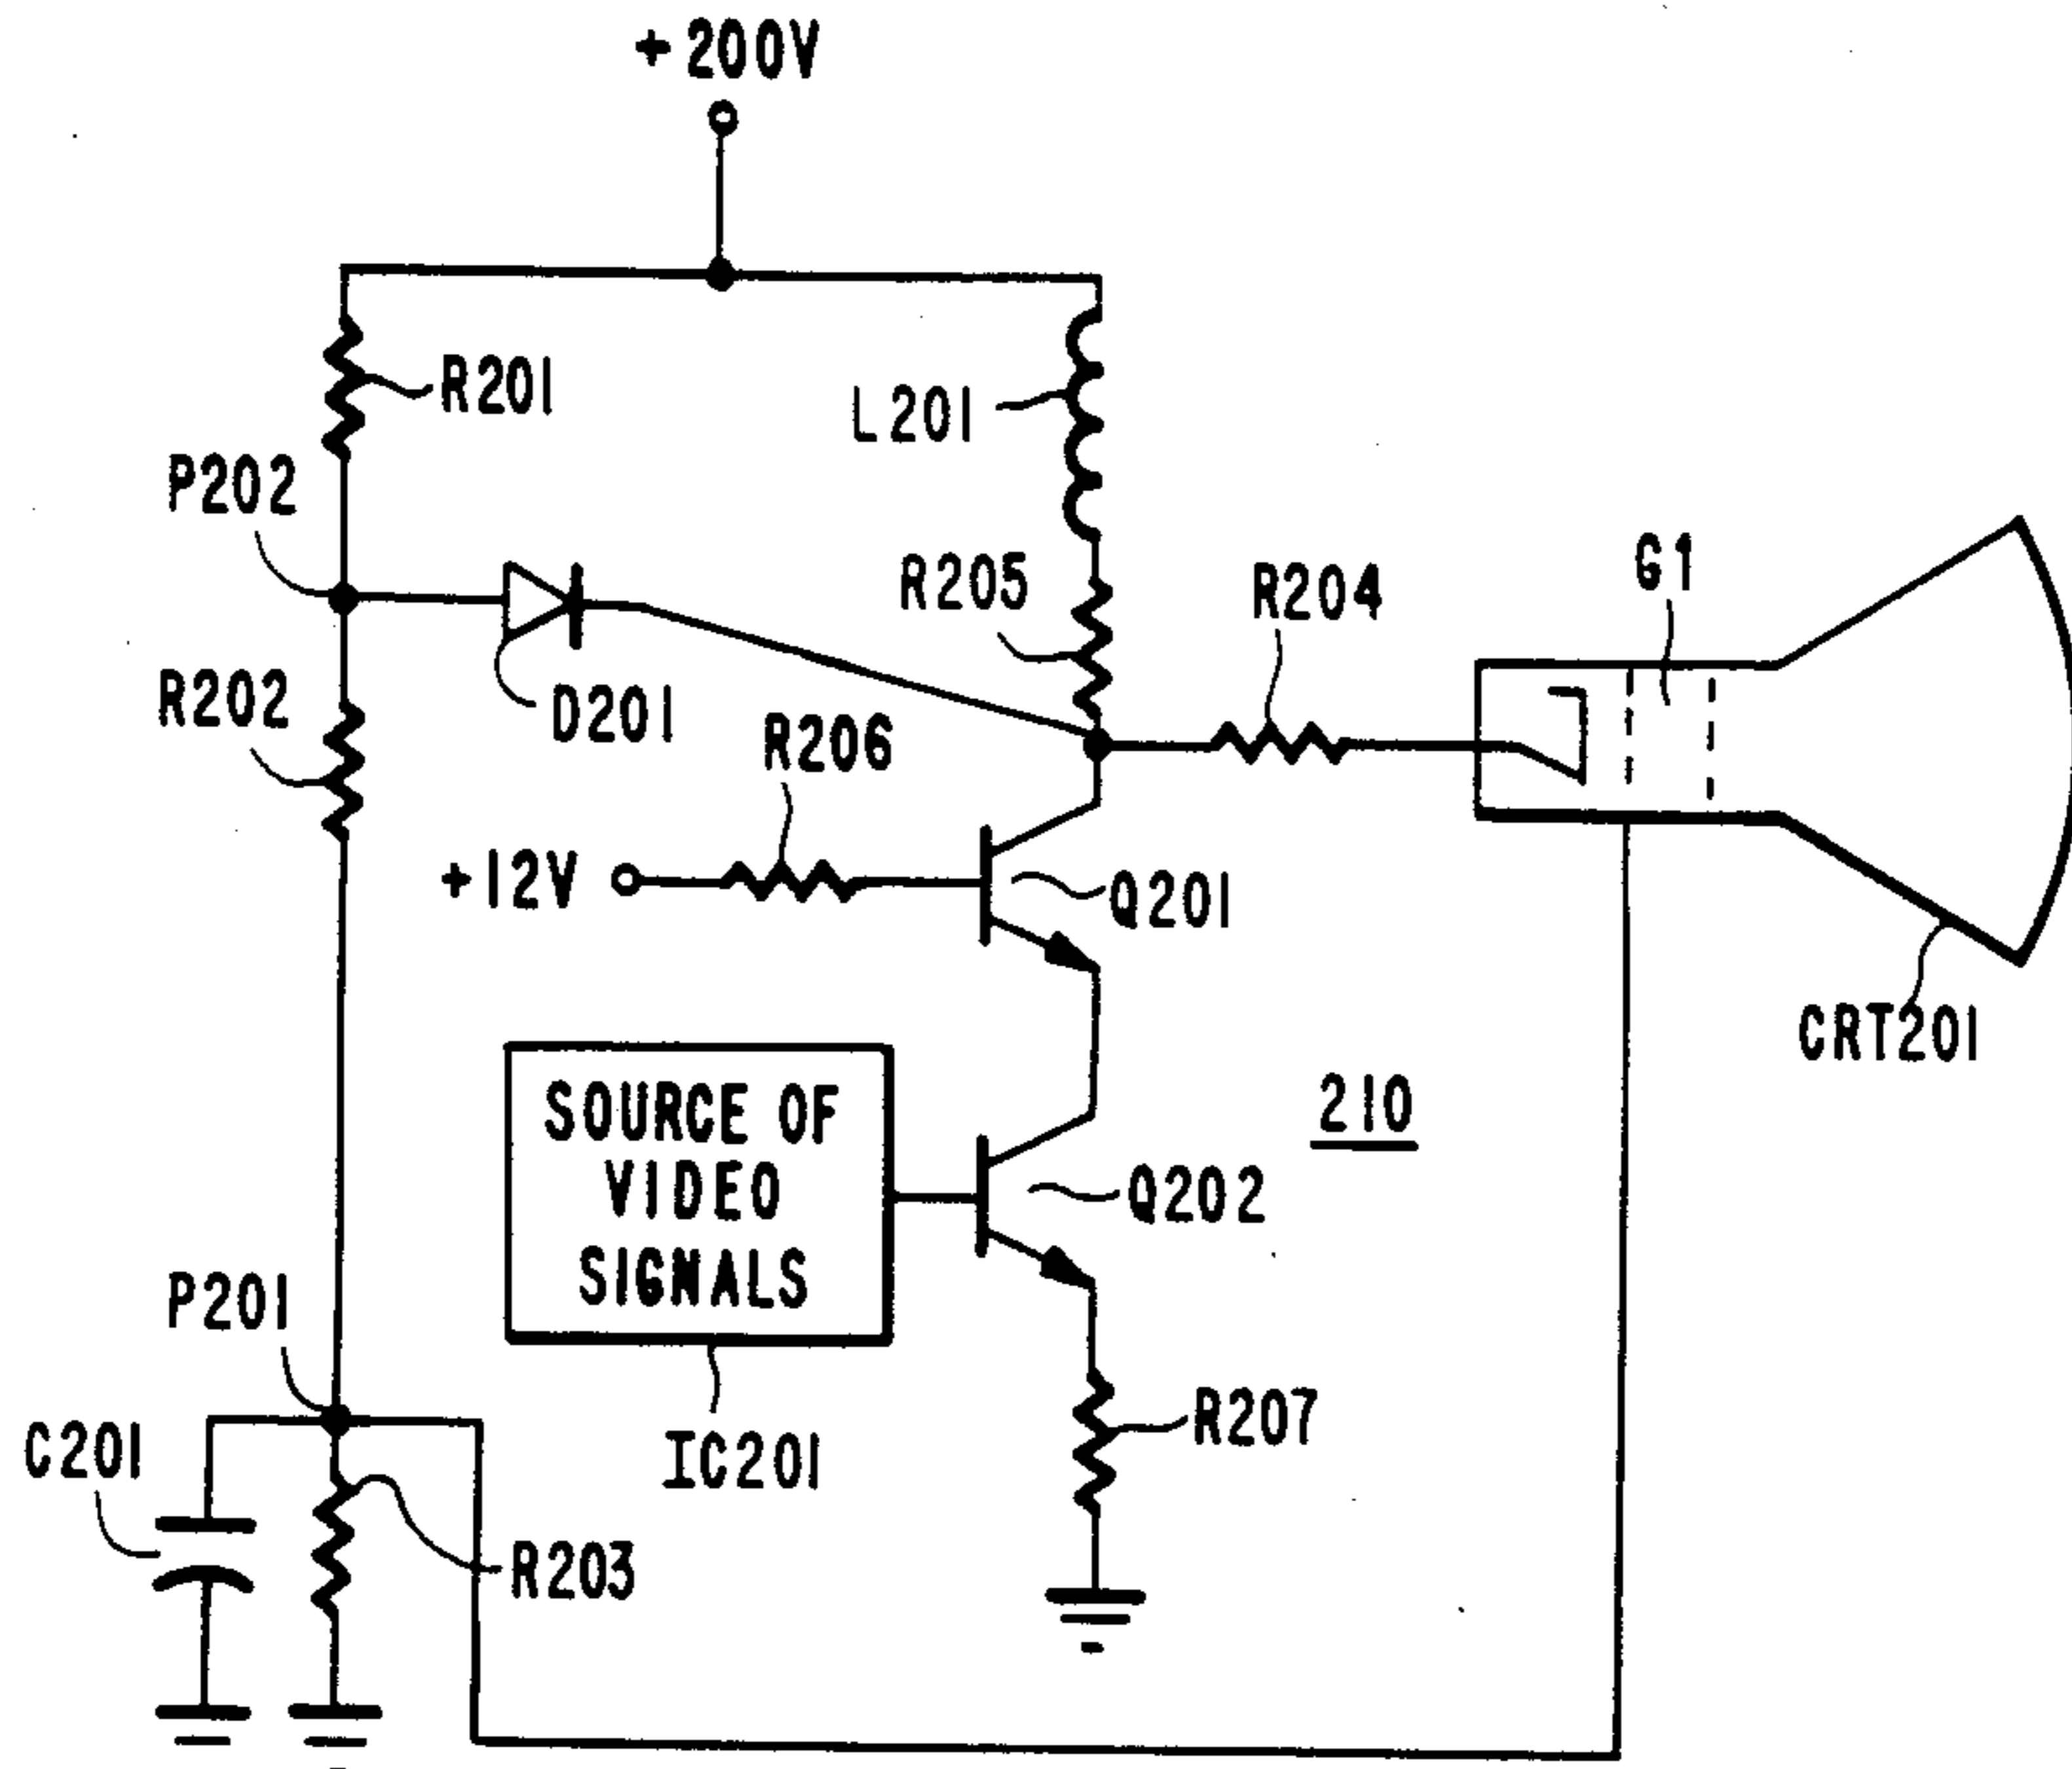 +200V
R201
L201
P202
R205
R204
G1
R202
D201
R206
+12V
Q201
CRT201
SOURCE OF
VIDEO
SIGNALS
210
Q202
P201
R207
C201
IC201
R203